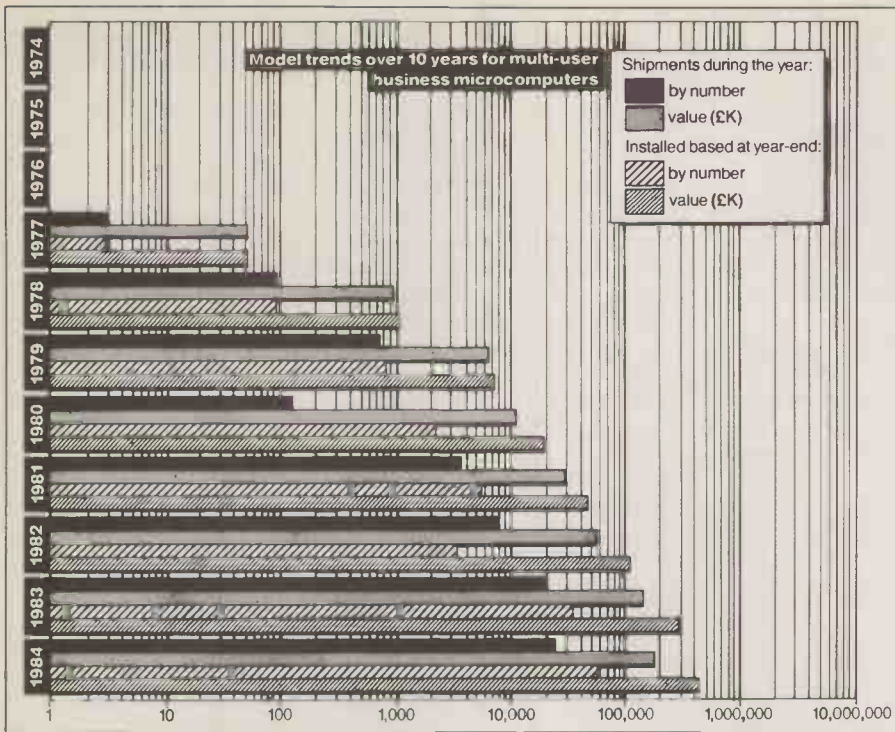 1974
1975
1976
1977
1978
1979
1980
1981
1982
1983
1984
Model trends over 10 years for multi-user
business microcomputers
Shipments during the year:
by number
value (£K)
Installed based at year-end:
by number
value (£K)
1 10 100 1,000 10,000 100,000 1,000,000 10,000,000